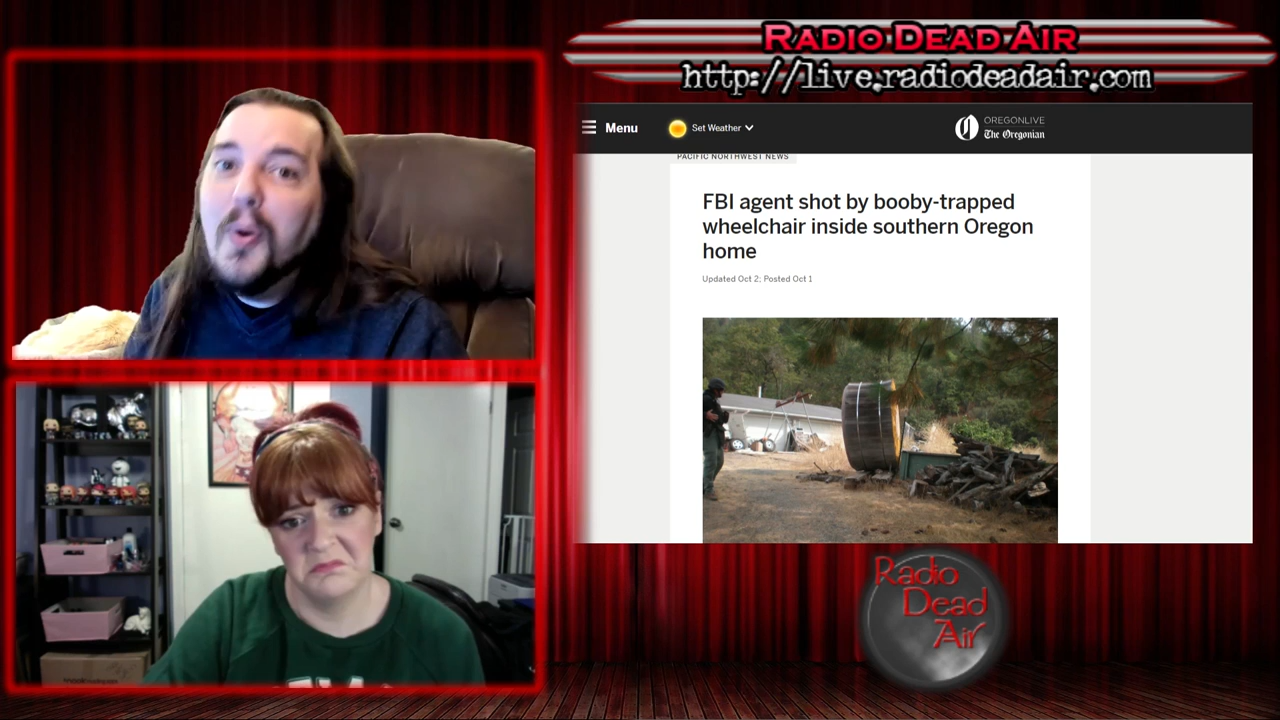 RADIO DEAD AIR
http://live.radiodeadair.com
Menu
Set Weather
OREGONLIVE
The Oregonian
PACIFIC NORTHWEST NEWS
FBI agent shot by booby-trapped
wheelchair inside southern Oregon
home
Updated Oct 2; Posted Oct 1
Radio
Dead
Air